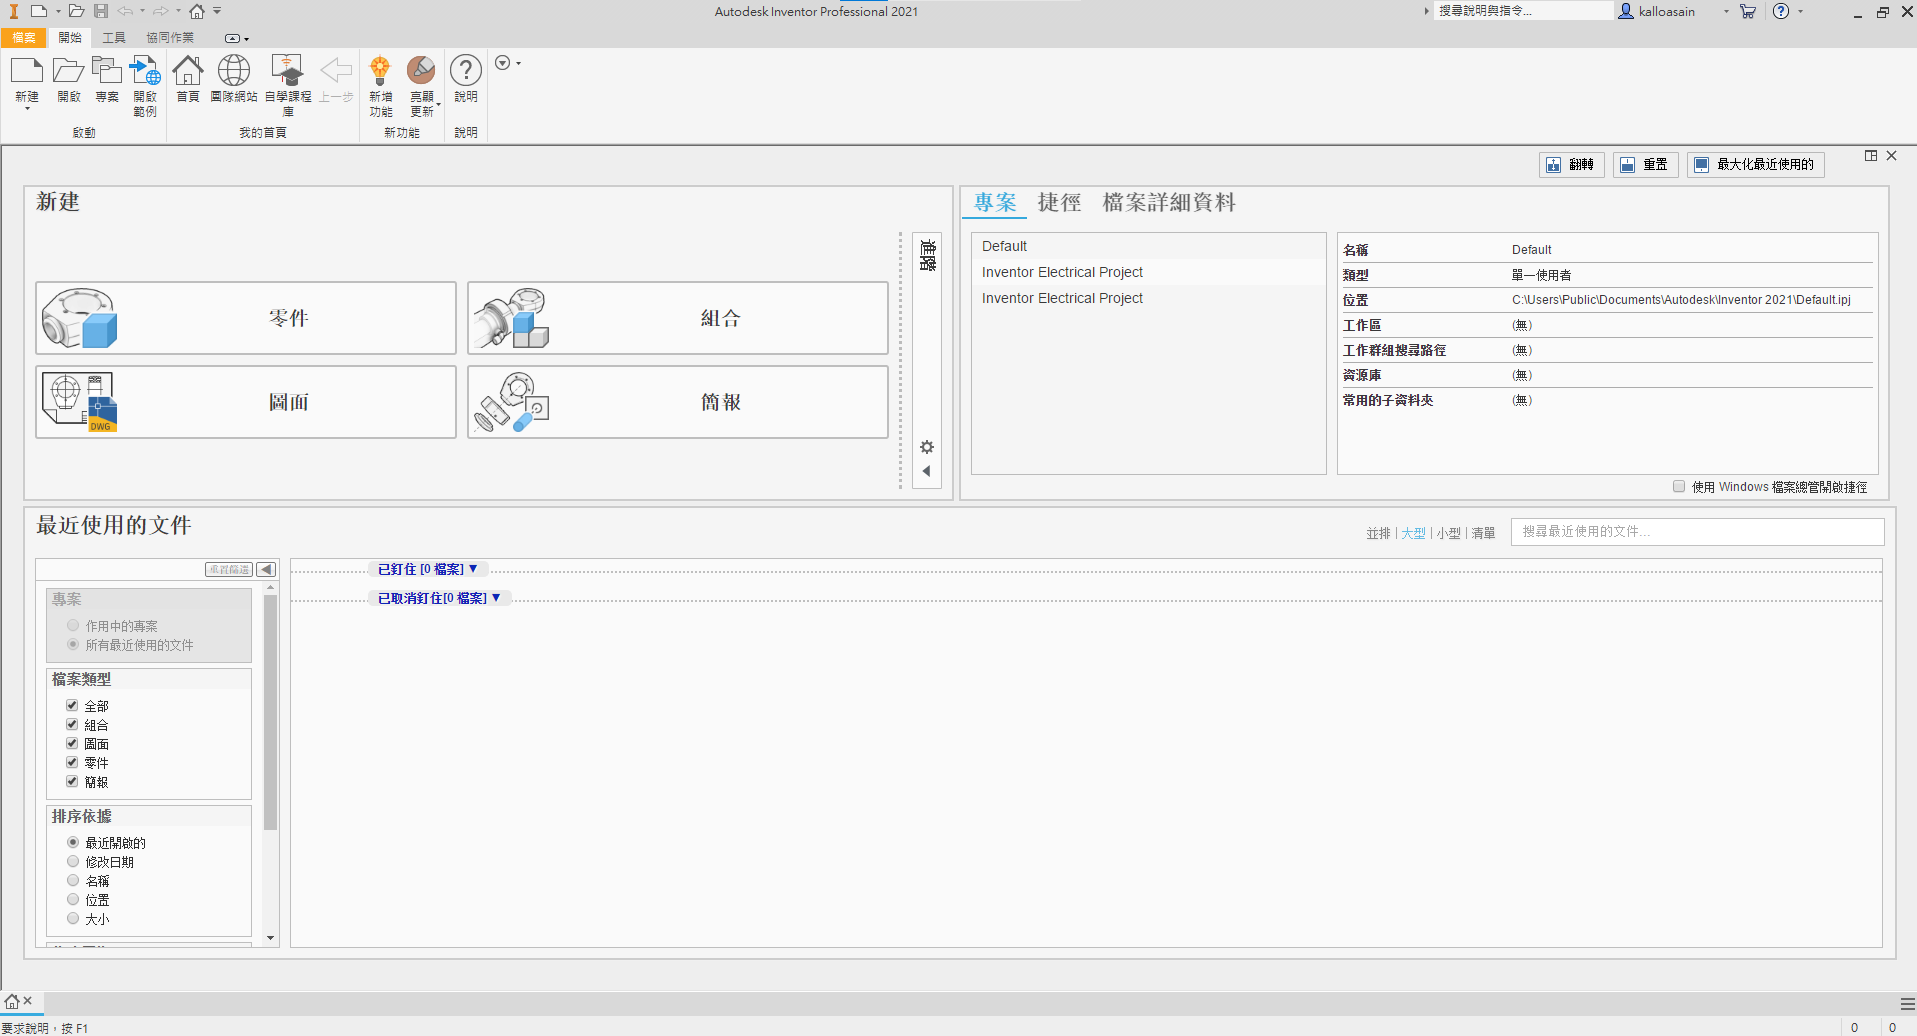 Autodesk Inventor Professional 2021
搜尋說明與指令...
kalloasain
檔案 開始 工具 協同作業
新建 開啟 專案 開啟範例
首頁 團隊網站 自學課程庫 上一步
新增功能 亮顯更新 說明
啟動 我的首頁 新功能 說明
翻轉 重置 最大化最近使用的
新建
進階
零件 組合
圖面 簡報
DWG
專案 捷徑 檔案詳細資料
Default
Inventor Electrical Project
Inventor Electrical Project
名稱 Default
類型 單一使用者
位置 C:\Users\Public\Documents\Autodesk\Inventor 2021\Default.ipj
工作區 (無)
工作群組搜尋路徑 (無)
資源庫 (無)
常用的子資料夾 (無)
使用 Windows 檔案總管開啟捷徑
最近使用的文件
並排 | 大型 | 小型 | 清單
搜尋最近使用的文件...
重置篩選
專案
作用中的專案
所有最近使用的文件
檔案類型
全部
組合
圖面
零件
簡報
排序依據
最近開啟的
修改日期
名稱
位置
大小
已釘住 [0 檔案] ▼
已取消釘住[0 檔案] ▼
要求說明，按 F1
0 0